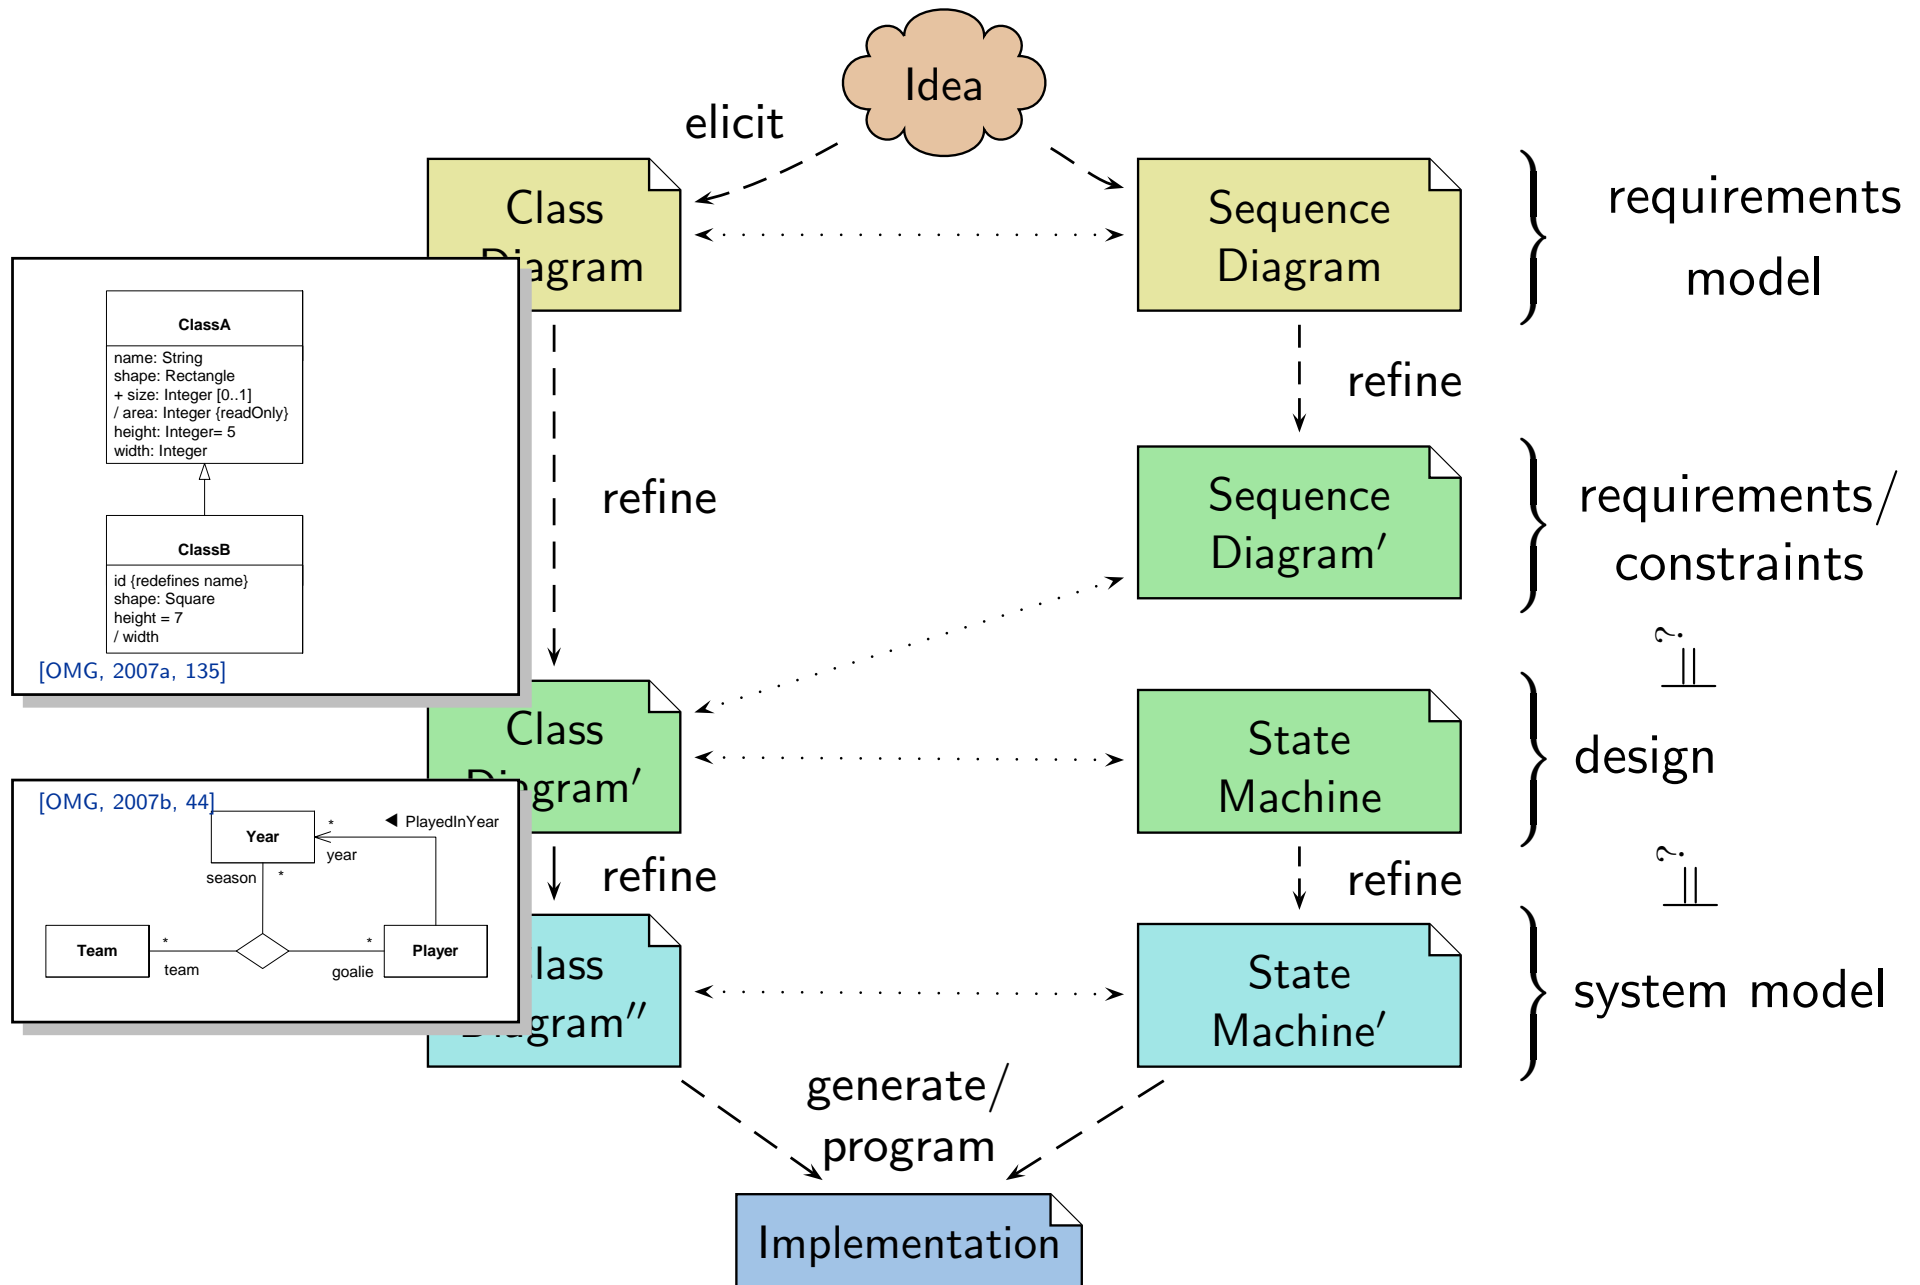 Idea
elicit
Class
Diagram
Sequence
Diagram
requirements
model
ClassA
name: String
shape: Rectangle
+ size: Integer [0..1]
/ area: Integer {readOnly}
height: Integer= 5
width: Integer
ClassB
id {redefines name}
shape: Square
height = 7
/ width
[OMG, 2007a, 135]
refine
refine
Sequence
Diagram′
requirements/
constraints
?
Class
Diagram′
State
Machine
design
?
[OMG, 2007b, 44]
Year
*
year
◀ PlayedInYear
season
*
Team
*
team
*
goalie
Player
refine
refine
Class
Diagram′′
State
Machine′
system model
generate/
program
Implementation